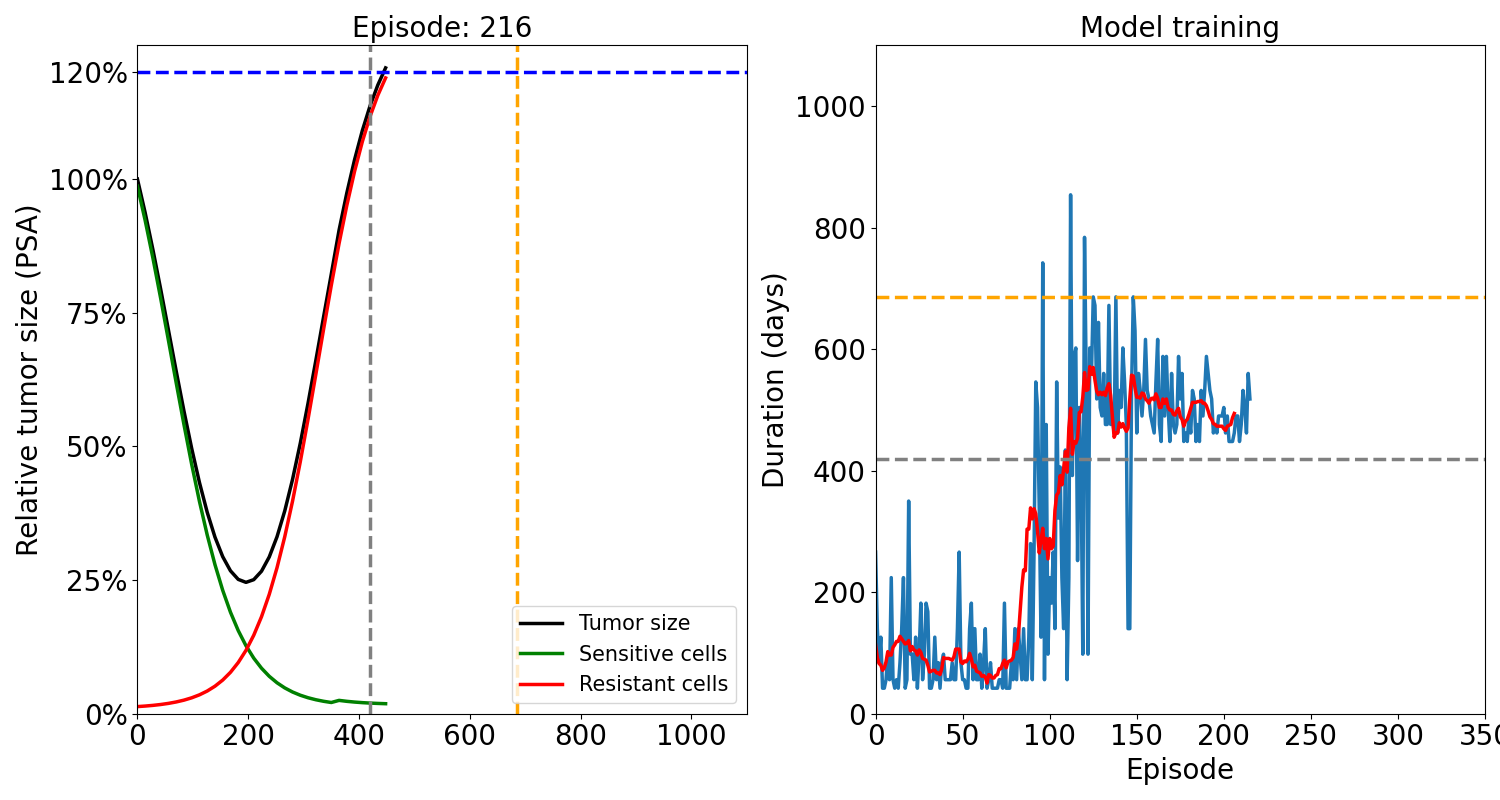 Episode: 216
Relative tumor size (PSA)
120%
100%
75%
50%
25%
0%
0 200 400 600 800 1000
Tumor size
Sensitive cells
Resistant cells
Model training
Duration (days)
1000
800
600
400
200
0
0 50 100 150 200 250 300 350
Episode